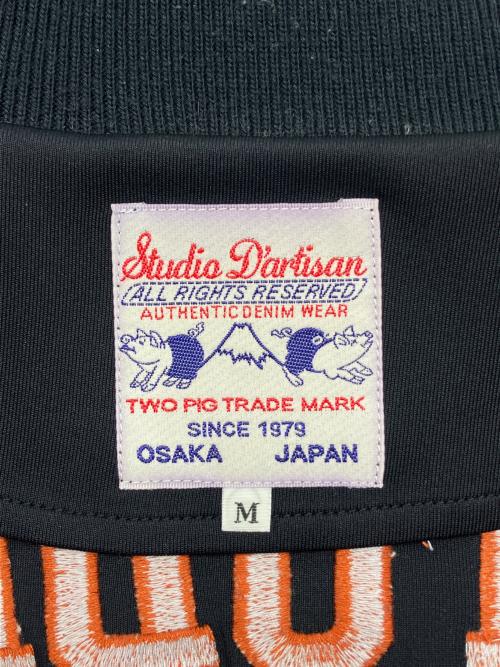 Studio D'artisan
(ALL RIGHTS RESERVED)
AUTHENTIC DENIM WEAR
TWO PIG TRADE MARK
SINCE 1979
OSAKA JAPAN
M